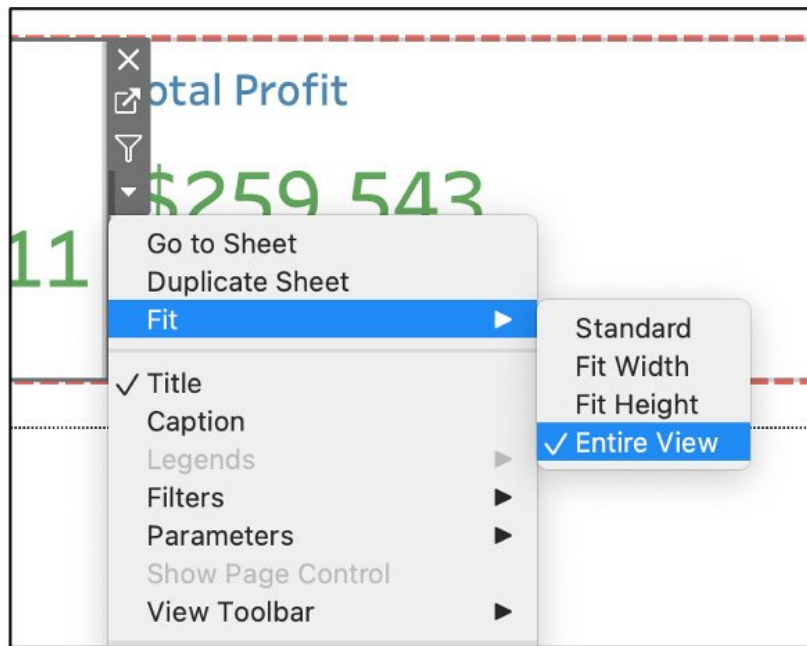 otal Profit
$259,543
11
Go to Sheet
Duplicate Sheet
Fit
Standard
Fit Width
Fit Height
Entire View
Title
Caption
Legends
Filters
Parameters
Show Page Control
View Toolbar